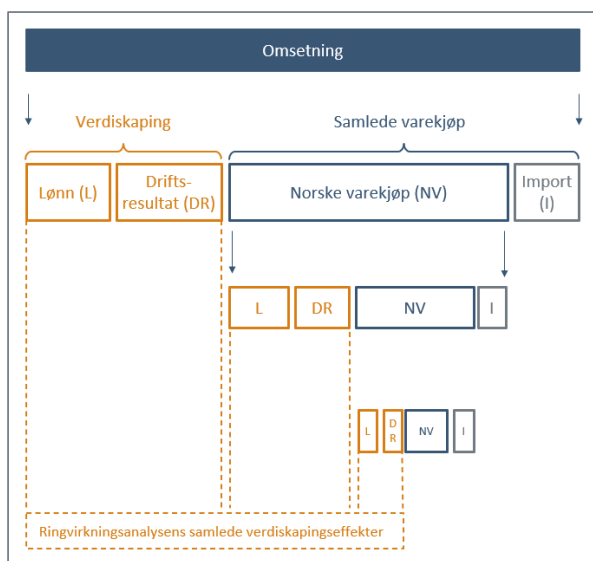 Omsetning
Verdiskaping
Samlede varekjøp
Lønn (L)
Drifts-
resultat (DR)
Norske varekjøp (NV)
Import
(I)
L
DR
NV
I
L
D
R
NV
I
Ringvirkningsanalysens samlede verdiskapingseffekter